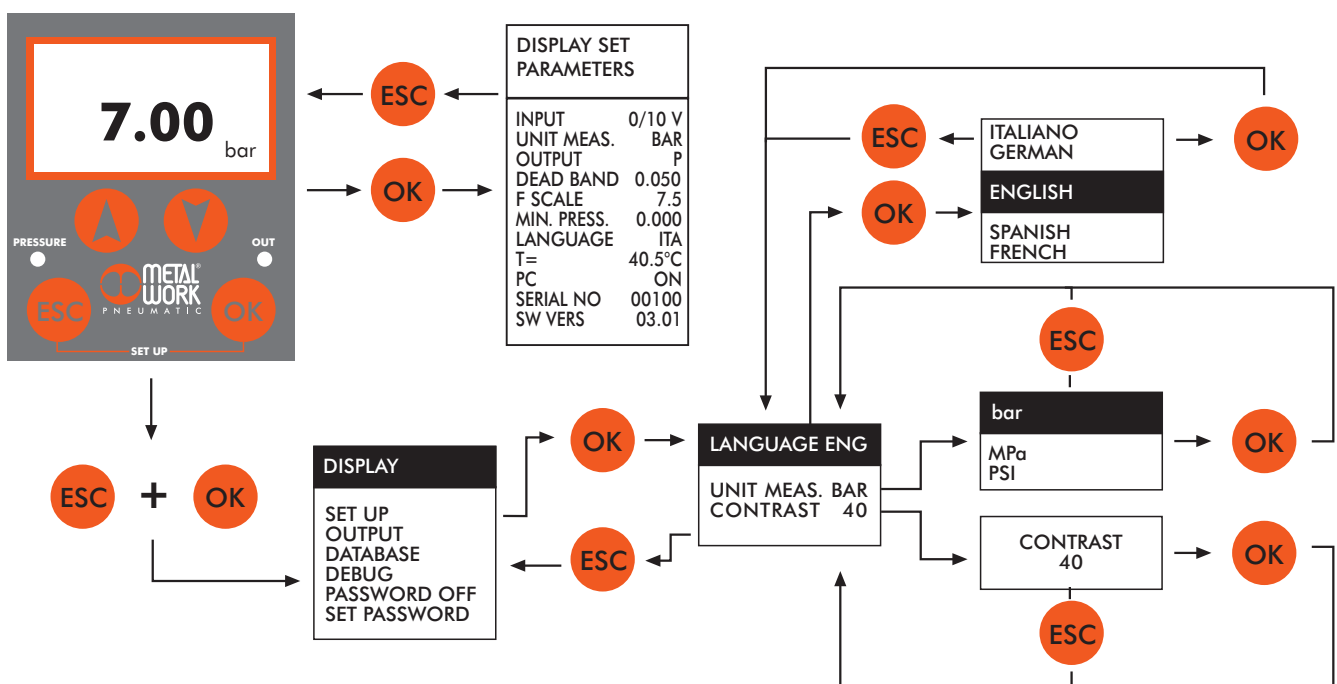 7.00
bar
PRESSURE
OUT
METAL®
WORK
PNEUMATIC
ESC
OK
SET UP
ESC
OK
DISPLAY SET
PARAMETERS
INPUT 0/10 V
UNIT MEAS. BAR
OUTPUT P
DEAD BAND 0.050
F SCALE 7.5
MIN. PRESS. 0.000
LANGUAGE ITA
T= 40.5°C
PC ON
SERIAL NO 00100
SW VERS 03.01
ESC
OK
ITALIANO
GERMAN
ENGLISH
SPANISH
FRENCH
OK
ESC + OK
DISPLAY
SET UP
OUTPUT
DATABASE
DEBUG
PASSWORD OFF
SET PASSWORD
OK
ESC
LANGUAGE ENG
UNIT MEAS. BAR
CONTRAST 40
ESC
bar
MPa
PSI
OK
CONTRAST
40
OK
ESC